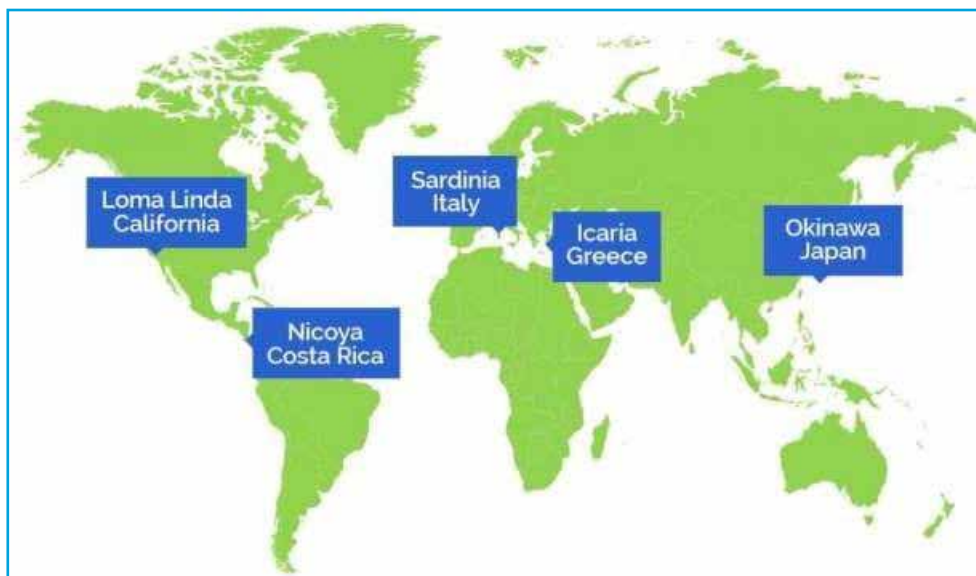 Loma Linda
California
Sardinia
Italy
Icaria
Greece
Okinawa
Japan
Nicoya
Costa Rica